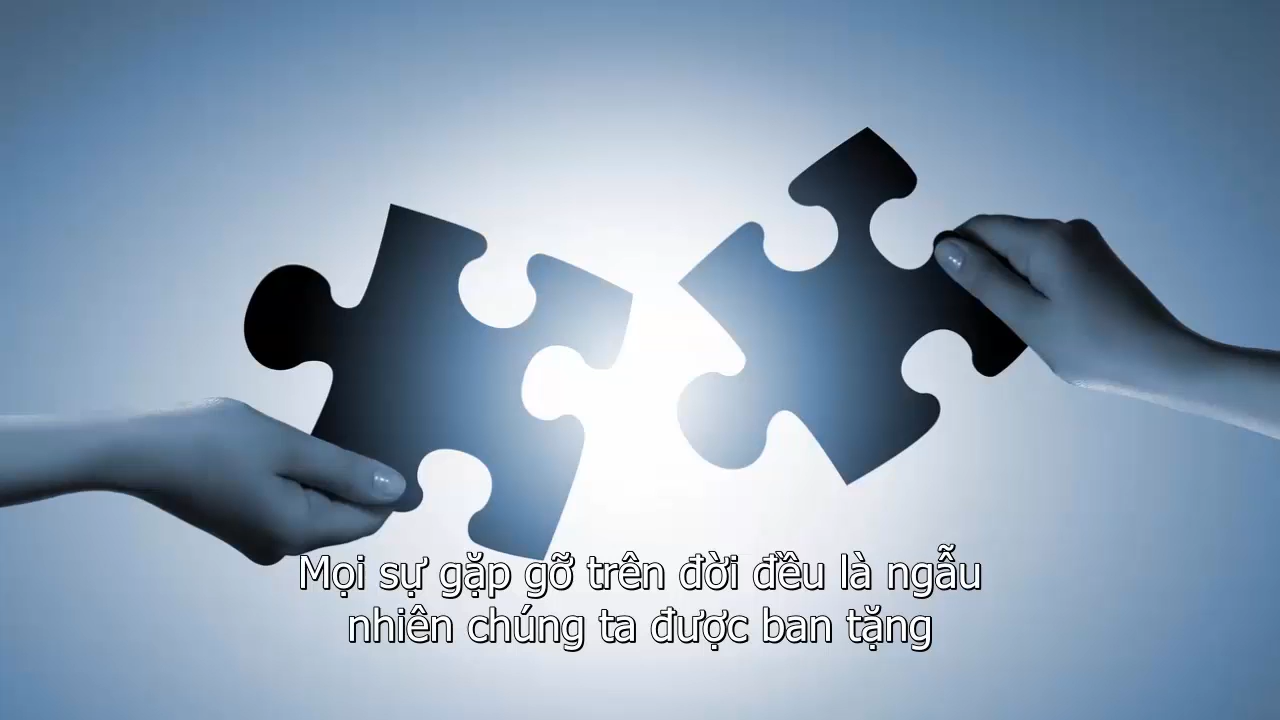 Mọi sự gặp gỡ trên đời đều là ngẫu
nhiên chúng ta được ban tặng